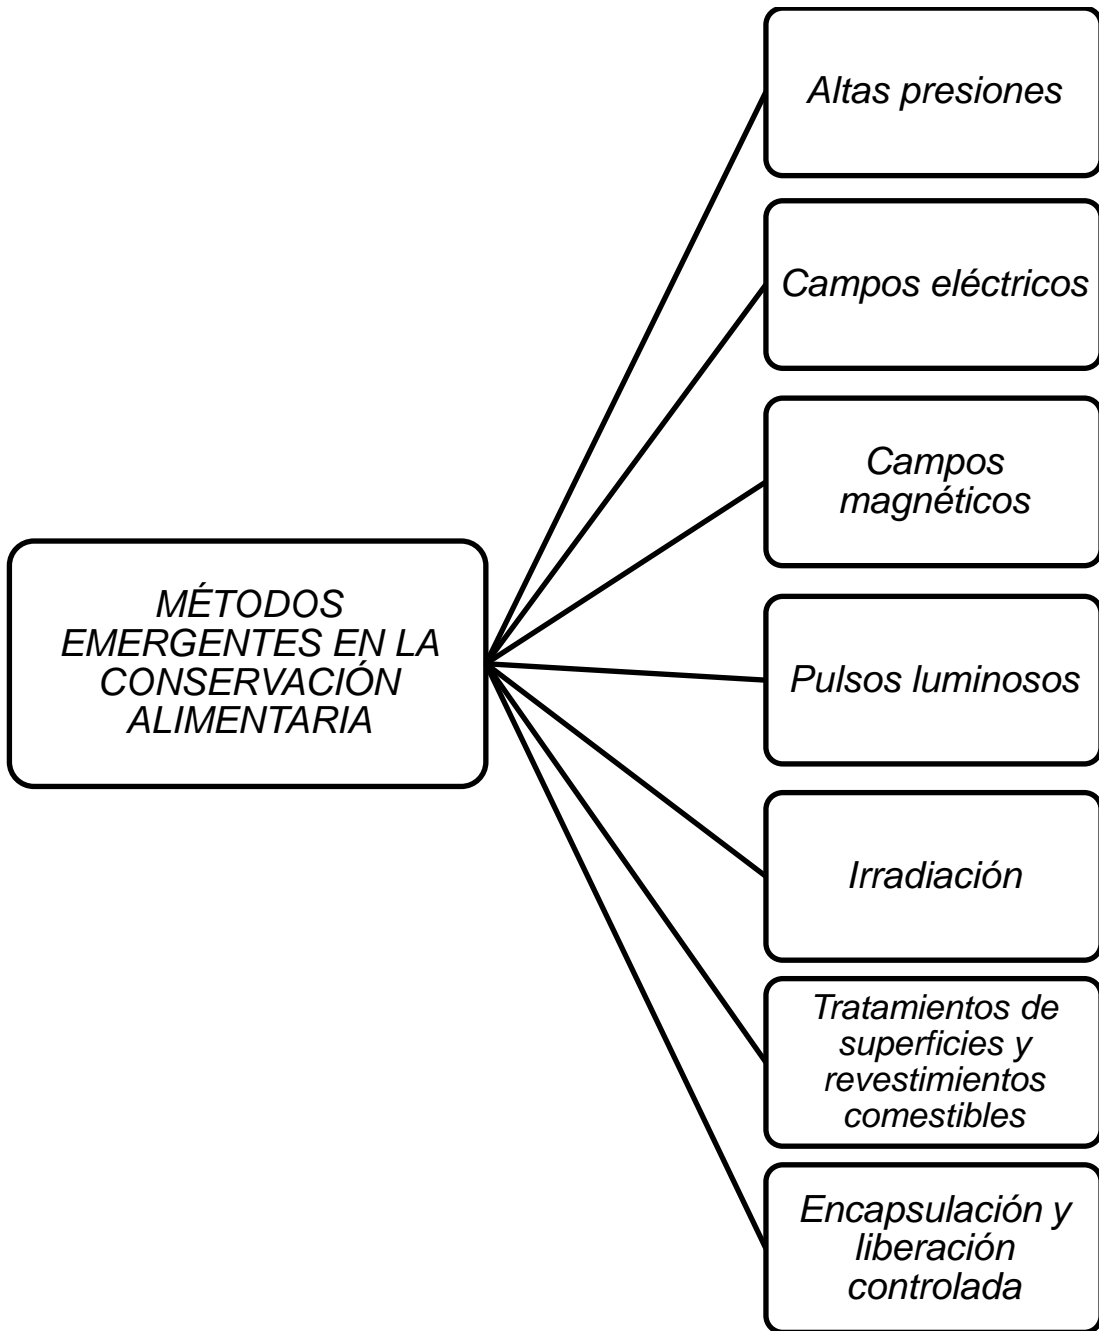 Altas presiones
Campos eléctricos
Campos
magnéticos
MÉTODOS
EMERGENTES EN LA
CONSERVACIÓN
ALIMENTARIA
Pulsos luminosos
Irradiación
Tratamientos de
superficies y
revestimientos
comestibles
Encapsulación y
liberación
controlada